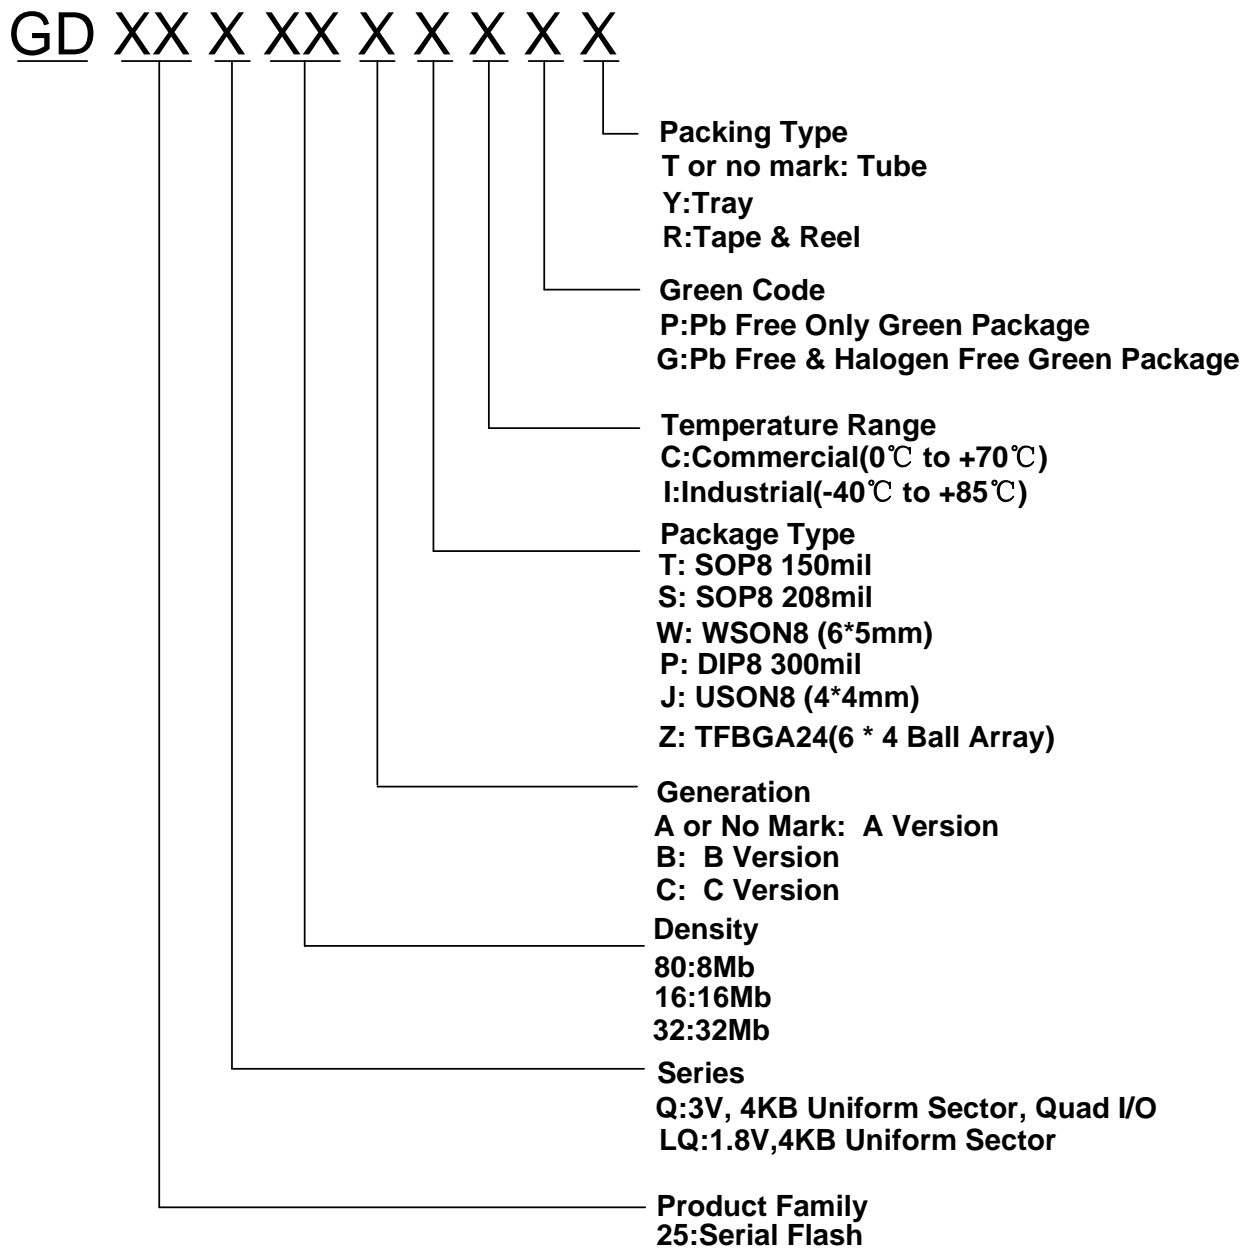 GD XX X XX X X X X X
Packing Type
T or no mark: Tube
Y:Tray
R:Tape & Reel
Green Code
P:Pb Free Only Green Package
G:Pb Free & Halogen Free Green Package
Temperature Range
C:Commercial(0℃ to +70℃)
I:Industrial(-40℃ to +85℃)
Package Type
T: SOP8 150mil
S: SOP8 208mil
W: WSON8 (6*5mm)
P: DIP8 300mil
J: USON8 (4*4mm)
Z: TFBGA24(6 * 4 Ball Array)
Generation
A or No Mark: A Version
B: B Version
C: C Version
Density
80:8Mb
16:16Mb
32:32Mb
Series
Q:3V, 4KB Uniform Sector, Quad I/O
LQ:1.8V,4KB Uniform Sector
Product Family
25:Serial Flash